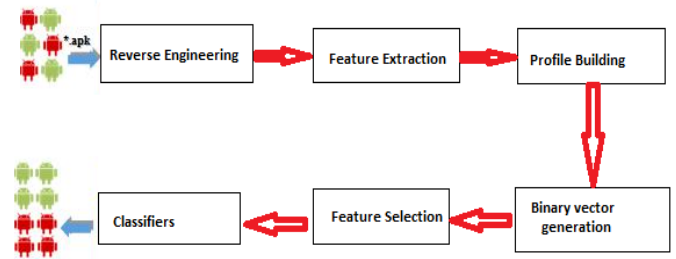 *.apk
Reverse Engineering
Feature Extraction
Profile Building
Binary vector
generation
Feature Selection
Classifiers